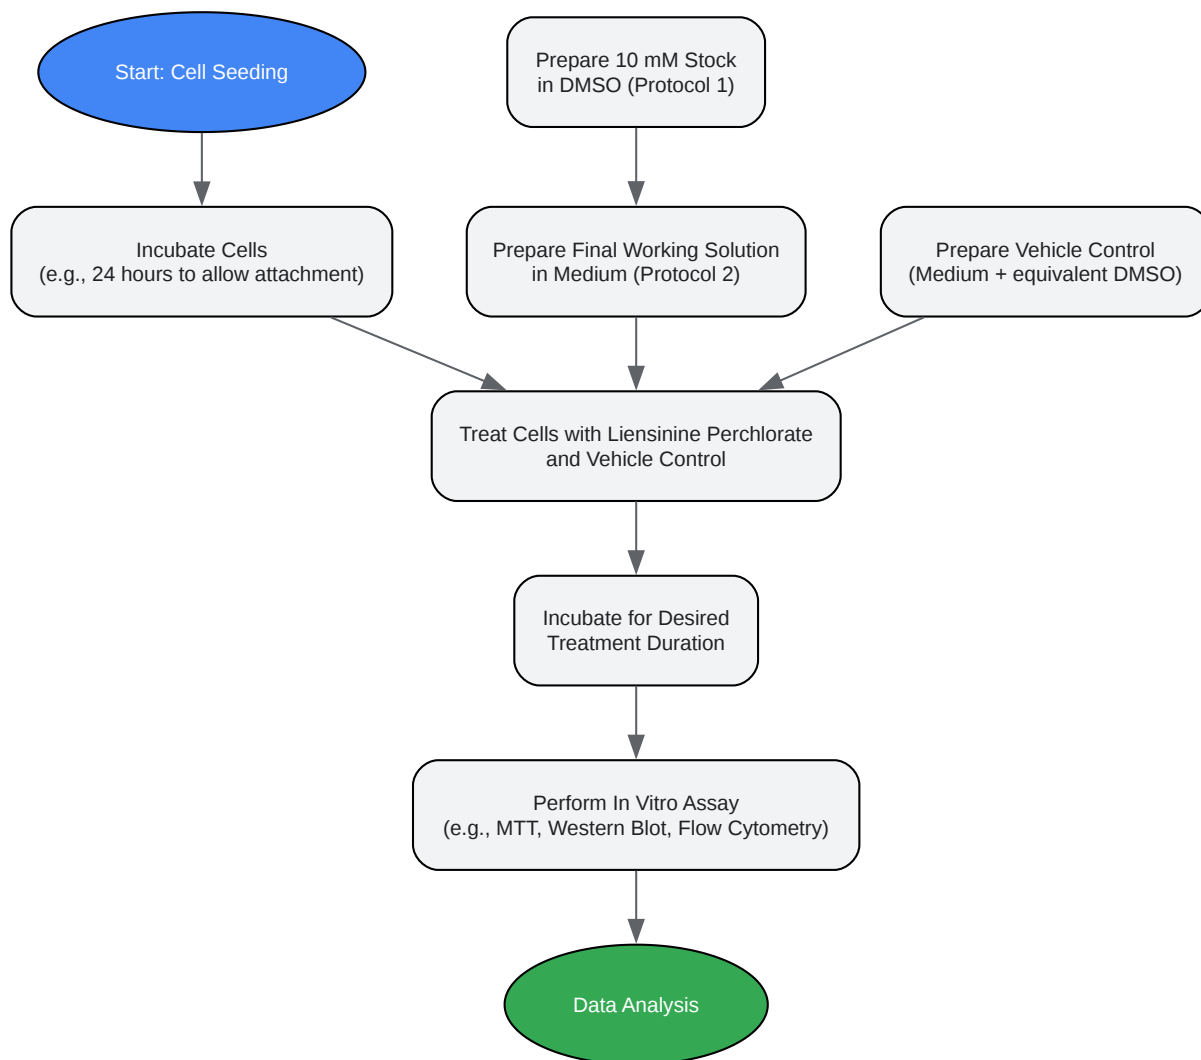 Start: Cell Seeding
Prepare 10 mM Stock
in DMSO (Protocol 1)
Incubate Cells
(e.g., 24 hours to allow attachment)
Prepare Final Working Solution
in Medium (Protocol 2)
Prepare Vehicle Control
(Medium + equivalent DMSO)
Treat Cells with Liensinine Perchlorate
and Vehicle Control
Incubate for Desired
Treatment Duration
Perform In Vitro Assay
(e.g., MTT, Western Blot, Flow Cytometry)
Data Analysis